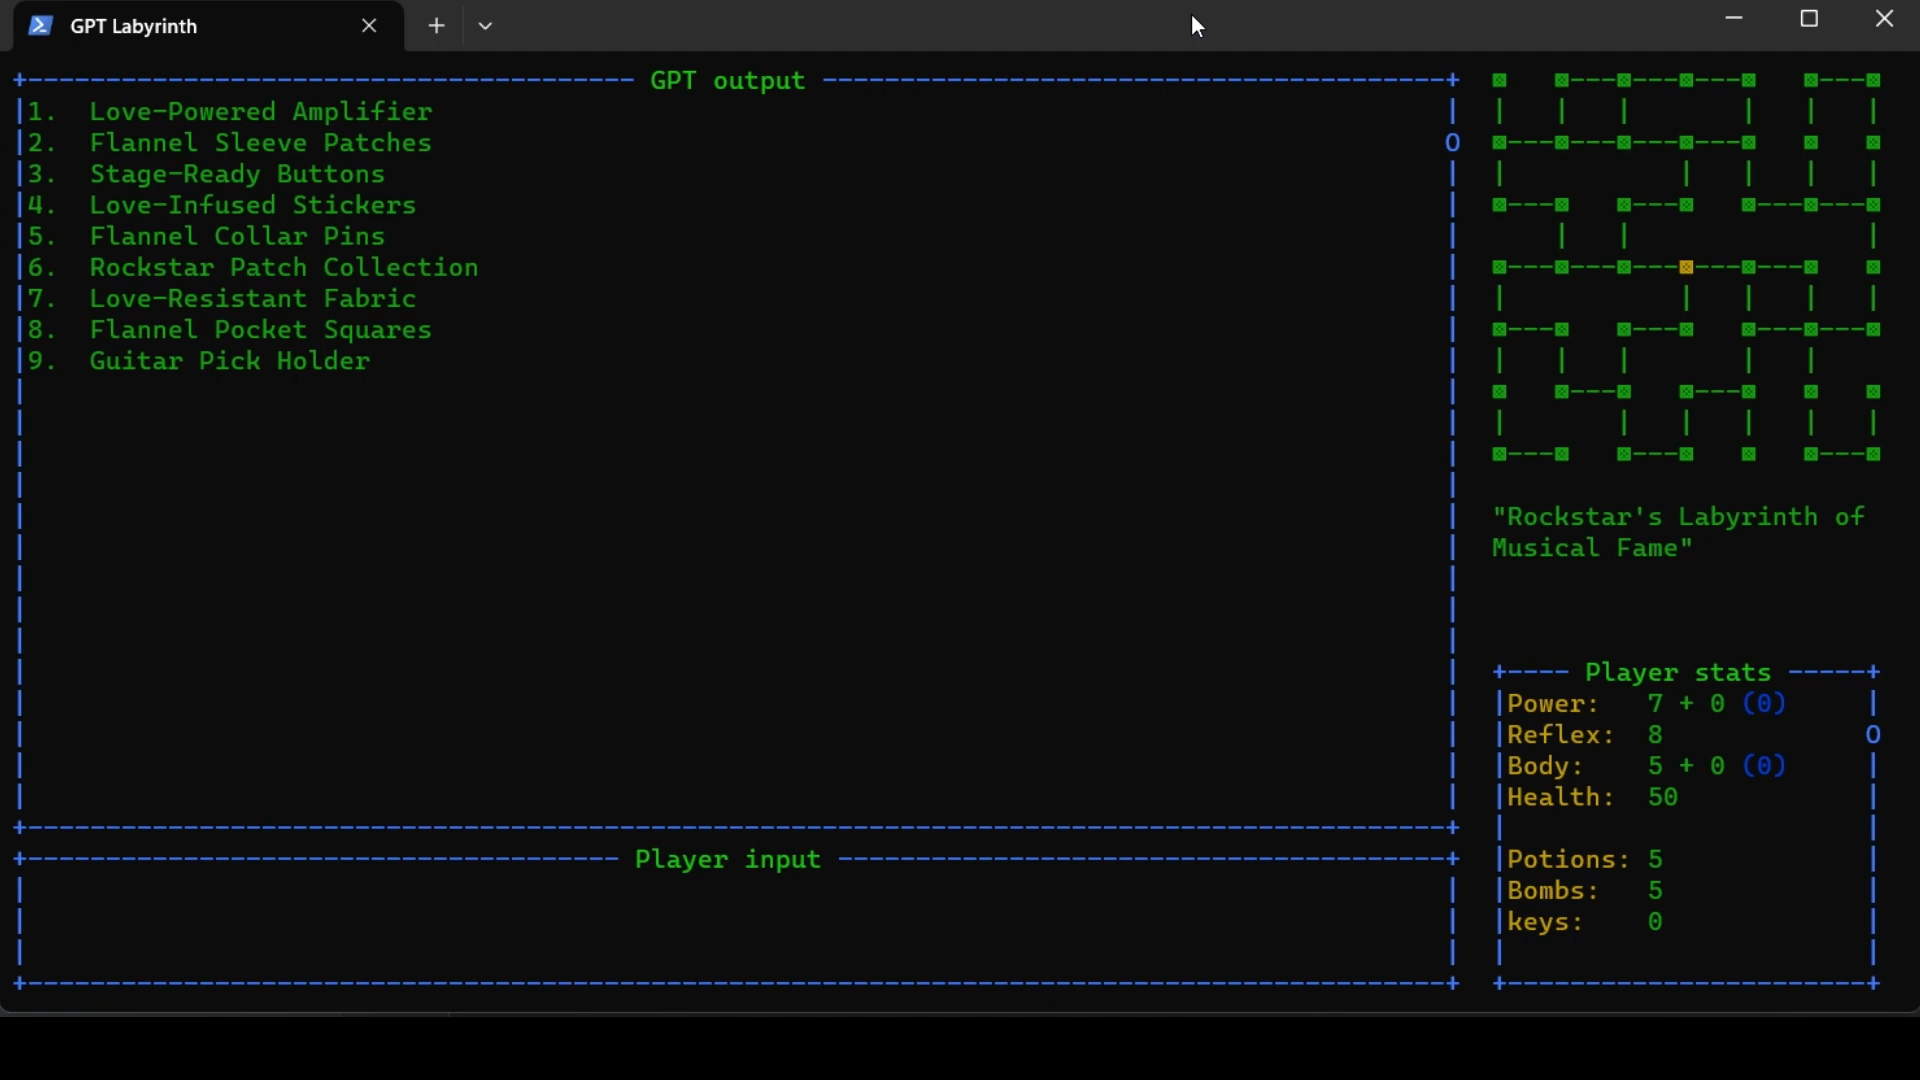 GPT Labyrinth
GPT output
1. Love-Powered Amplifier
2. Flannel Sleeve Patches
3. Stage-Ready Buttons
4. Love-Infused Stickers
5. Flannel Collar Pins
6. Rockstar Patch Collection
7. Love-Resistant Fabric
8. Flannel Pocket Squares
9. Guitar Pick Holder
Player input
"Rockstar's Labyrinth of
Musical Fame"
Player stats
Power: 7 + 0 (0)
Reflex: 8
Body: 5 + 0 (0)
Health: 50
Potions: 5
Bombs: 5
keys: 0